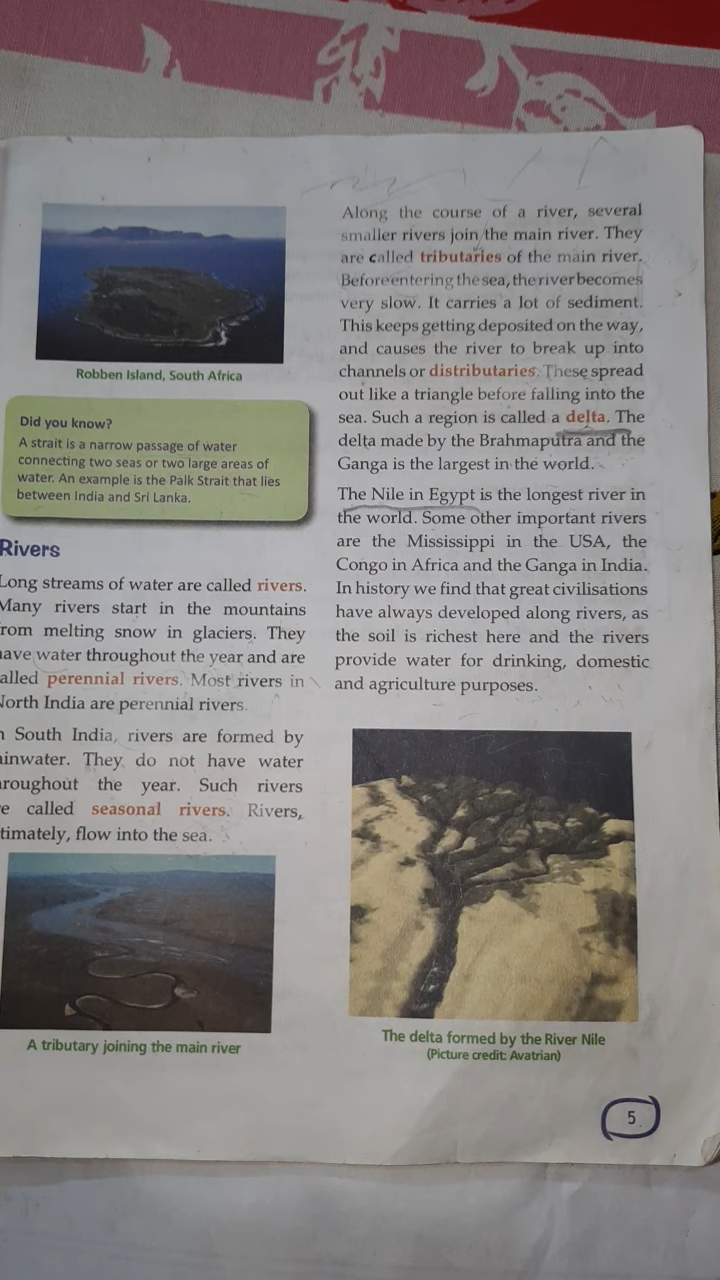 Robben Island, South Africa
Did you know?
A strait is a narrow passage of water
connecting two seas or two large areas of
water. An example is the Palk Strait that lies
between India and Sri Lanka.
Rivers
Long streams of water are called rivers.
Many rivers start in the mountains
rom melting snow in glaciers. They
ave water throughout the year and are
alled perennial rivers. Most rivers in
North India are perennial rivers.
n South India, rivers are formed by
ainwater. They do not have water
hroughout the year. Such rivers
e called seasonal rivers. Rivers,
timately, flow into the sea.
A tributary joining the main river
Along the course of a river, several
smaller rivers join the main river. They
are called tributaries of the main river.
Before entering the sea, the river becomes
very slow. It carries a lot of sediment.
This keeps getting deposited on the way,
and causes the river to break up into
channels or distributaries. These spread
out like a triangle before falling into the
sea. Such a region is called a delta. The
delta made by the Brahmaputra and the
Ganga is the largest in the world.
The Nile in Egypt is the longest river in
the world. Some other important rivers
are the Mississippi in the USA, the
Congo in Africa and the Ganga in India.
In history we find that great civilisations
have always developed along rivers, as
the soil is richest here and the rivers
provide water for drinking, domestic
and agriculture purposes.
The delta formed by the River Nile
(Picture credit: Avatrian)
5